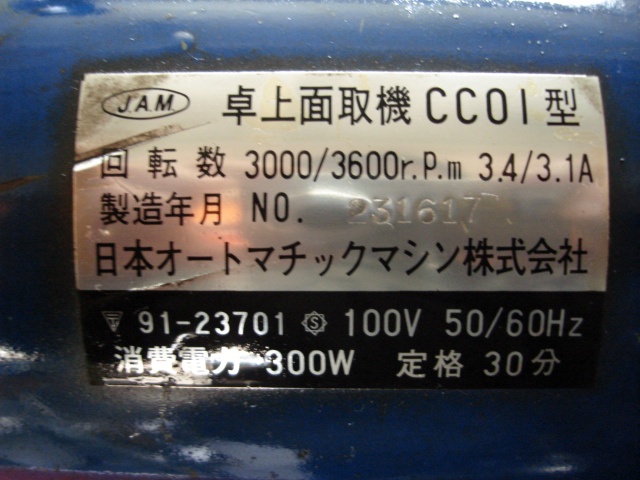 JAM 卓上面取機 CC01型
回転数 3000/3600r.P.m 3.4/3.1A
製造年月 NO. 231617
日本オートマチックマシン株式会社
〒 91-23701 S 100V 50/60Hz
消費電力 300W 定格 30分